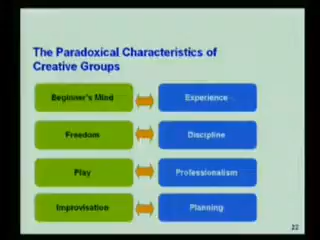 The Paradoxical Characteristics of
Creative Groups
Beginner's Mind
Experience
Freedom
Discipline
Play
Professionalism
Improvisation
Planning
22